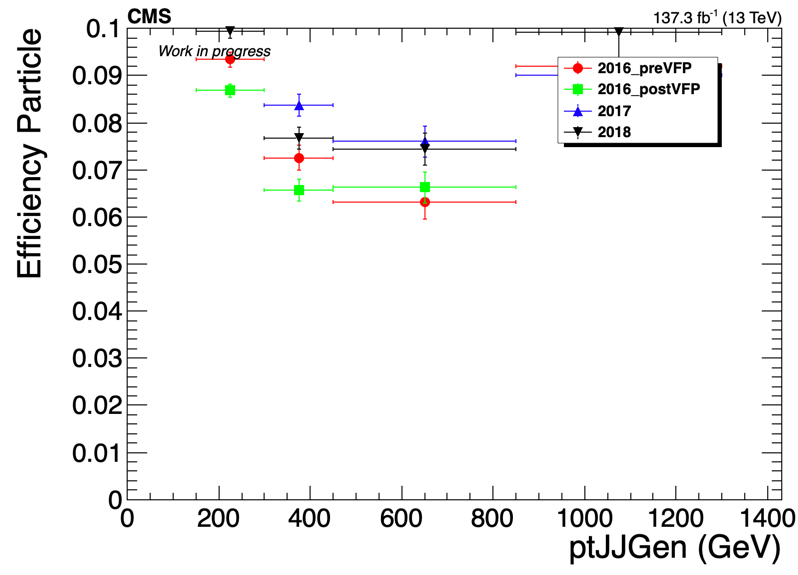 CMS
137.3 fb⁻¹ (13 TeV)
Work in progress
Efficiency Particle
0.1
0.09
0.08
0.07
0.06
0.05
0.04
0.03
0.02
0.01
0
2016_preVFP
2016_postVFP
2017
2018
0 200 400 600 800 1000 1200 1400
ptJJGen (GeV)